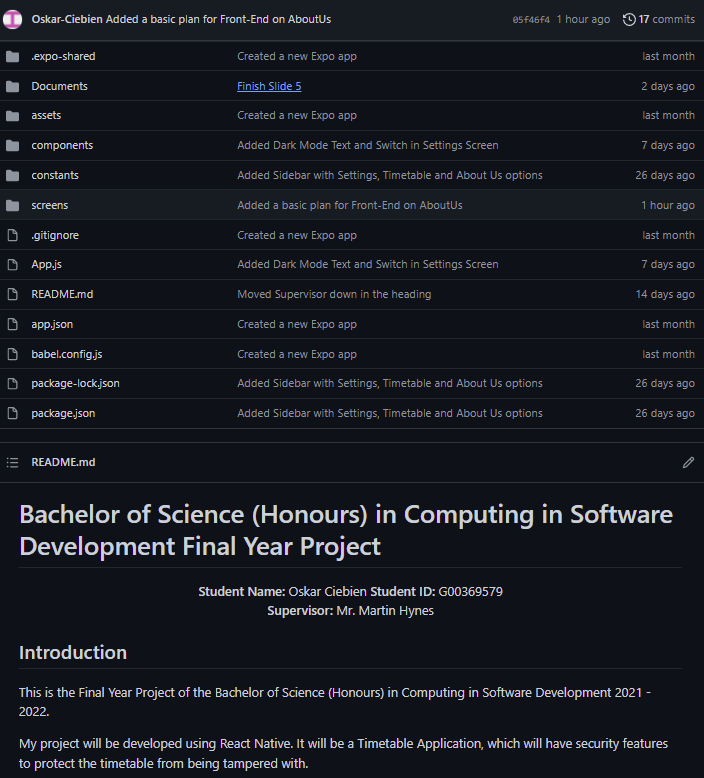 Oskar-Ciebien Added a basic plan for Front-End on AboutUs 05f46f4 1 hour ago 17 commits
.expo-shared Created a new Expo app last month
Documents Finish Slide 5 2 days ago
assets Created a new Expo app last month
components Added Dark Mode Text and Switch in Settings Screen 7 days ago
constants Added Sidebar with Settings, Timetable and About Us options 26 days ago
screens Added a basic plan for Front-End on AboutUs 1 hour ago
.gitignore Created a new Expo app last month
App.js Added Dark Mode Text and Switch in Settings Screen 7 days ago
README.md Moved Supervisor down in the heading 14 days ago
app.json Created a new Expo app last month
babel.config.js Created a new Expo app last month
package-lock.json Added Sidebar with Settings, Timetable and About Us options 26 days ago
package.json Added Sidebar with Settings, Timetable and About Us options 26 days ago
README.md
Bachelor of Science (Honours) in Computing in Software
Development Final Year Project
Student Name: Oskar Ciebien Student ID: G00369579
Supervisor: Mr. Martin Hynes
Introduction
This is the Final Year Project of the Bachelor of Science (Honours) in Computing in Software Development 2021 -
2022.
My project will be developed using React Native. It will be a Timetable Application, which will have security features
to protect the timetable from being tampered with.